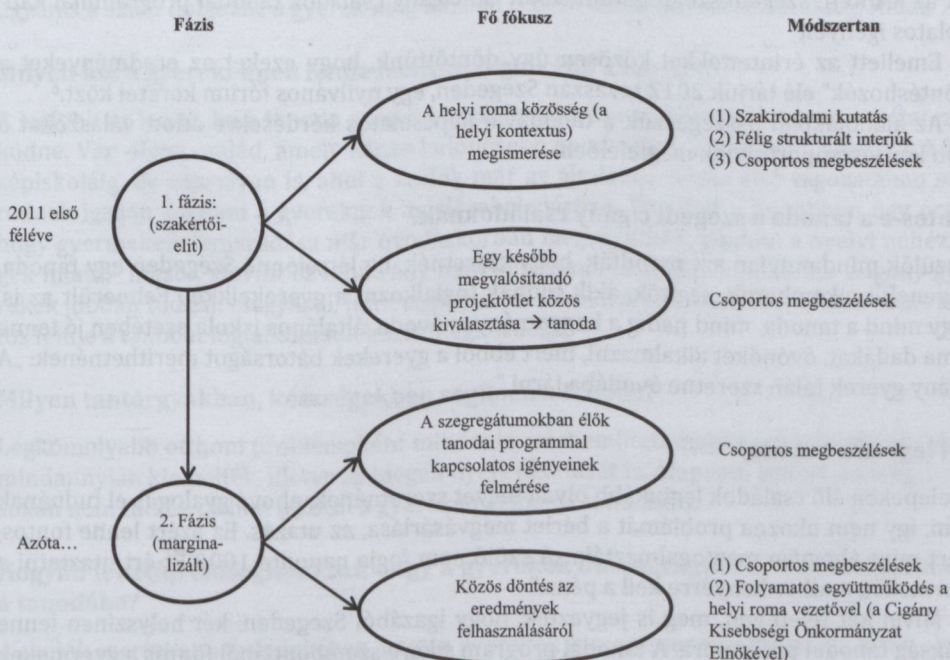 Fázis
Fő fókusz
Módszertan
2011 első
féléve
1. fázis:
(szakértői-
elit)
A helyi roma közösség (a
helyi kontextus)
megismerése
(1) Szakirodalmi kutatás
(2) Félig strukturált interjúk
(3) Csoportos megbeszélések
Egy később
megvalósítandó
projektötlet közös
kiválasztása → tanoda
Csoportos megbeszélések
A szegregátumokban élők
tanodai programmal
kapcsolatos igényeinek
felmérése
Csoportos megbeszélések
Azóta…
2. Fázis
(margina-
lizált)
Közös döntés az
eredmények
felhasználásáról
(1) Csoportos megbeszélések
(2) Folyamatos együttműködés a
helyi roma vezetővel (a Cigány
Kisebbségi Önkormányzat
Elnökével)